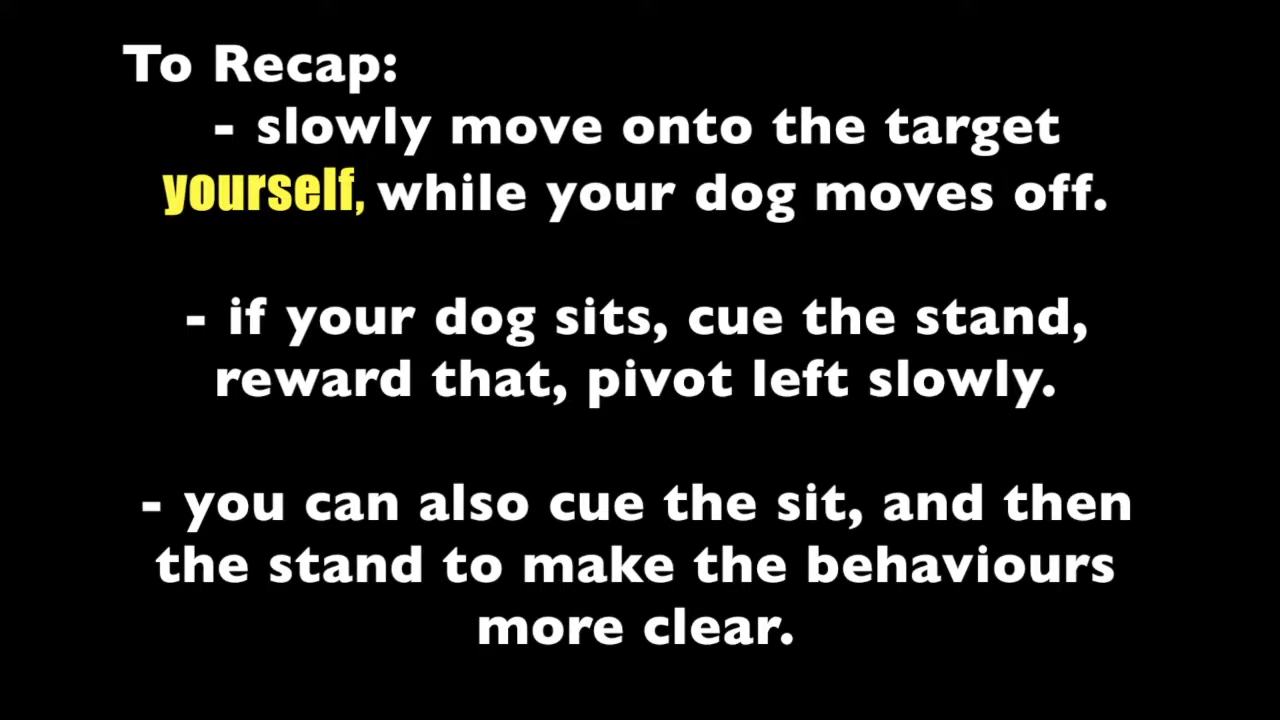 To Recap:
- slowly move onto the target
yourself, while your dog moves off.
- if your dog sits, cue the stand,
reward that, pivot left slowly.
- you can also cue the sit, and then
the stand to make the behaviours
more clear.